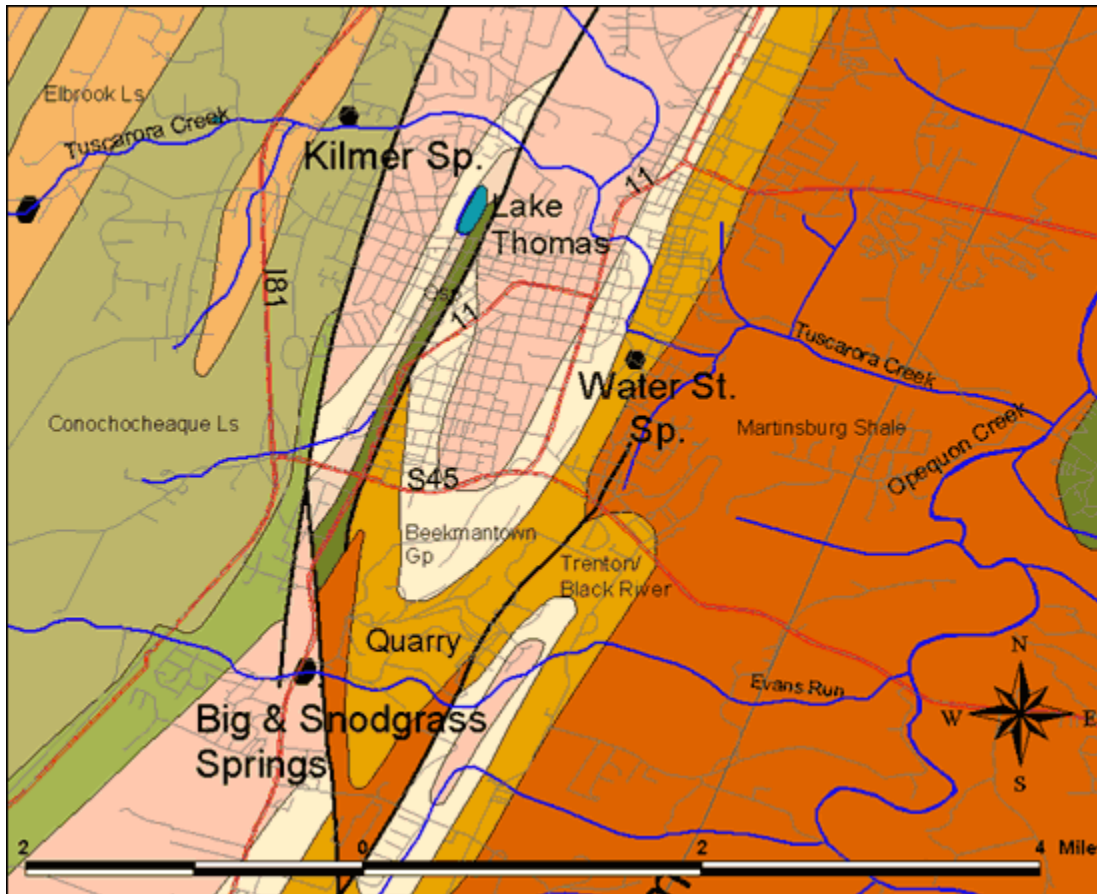 Elbrook Ls
Tuscarora Creek
Kilmer Sp.
11
Lake
Thomas
I81
11
Tuscarora Creek
Water St.
Sp.
Conochocheaque Ls
Martinsburg Shale
Opequon Creek
S45
Beekmantown
Gp
Trenton/
Black River
Quarry
N
Evans Run
W
E
Big & Snodgrass
Springs
S
2
0
2
4
Mile